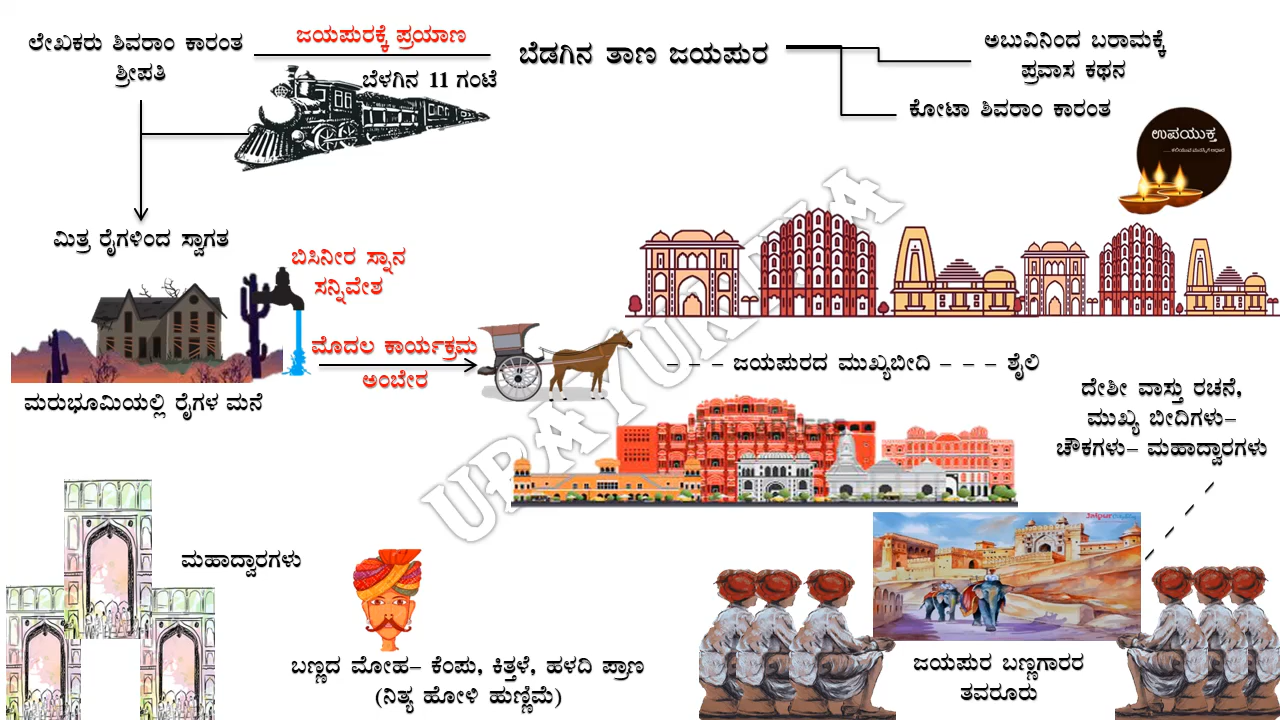 ಲೇಖಕರು ಶಿವರಾಂ ಕಾರಂತ
ಶ್ರೀಪತಿ
ಜಯಪುರಕ್ಕೆ ಪ್ರಯಾಣ
ಬೆಳಗಿನ 11 ಗಂಟೆ
ಬೆಡಗಿನ ತಾಣ ಜಯಪುರ
ಅಬುವಿನಿಂದ ಬರಾಮಕ್ಕೆ
ಪ್ರವಾಸ ಕಥನ
ಕೋಟಾ ಶಿವರಾಂ ಕಾರಂತ
ಉಪಯುಕ್ತ
ಮಿತ್ರ ರೈಗಳಿಂದ ಸ್ವಾಗತ
ಬಿಸಿನೀರ ಸ್ನಾನ
ಸನ್ನಿವೇಶ
ಮೊದಲ ಕಾರ್ಯಕ್ರಮ
ಅಂಬೇರ
ಮರುಭೂಮಿಯಲ್ಲಿ ರೈಗಳ ಮನೆ
– – – ಜಯಪುರದ ಮುಖ್ಯಬೀದಿ – – – ಶೈಲಿ
ದೇಶೀ ವಾಸ್ತು ರಚನೆ,
ಮುಖ್ಯ ಬೀದಿಗಳು–
ಚೌಕಗಳು– ಮಹಾದ್ವಾರಗಳು
UPAYUKTA
ಮಹಾದ್ವಾರಗಳು
ಬಣ್ಣದ ಮೋಹ– ಕೆಂಪು, ಕಿತ್ತಳೆ, ಹಳದಿ ಪ್ರಾಣ
(ನಿತ್ಯ ಹೋಳಿ ಹುಣ್ಣಿಮೆ)
Jaipur
ಜಯಪುರ ಬಣ್ಣಗಾರರ
ತವರೂರು